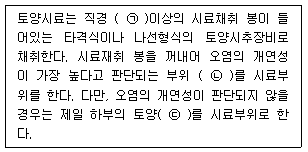 토양시료는 직경 ( ㉠ )이상의 시료채취 봉이 들
어있는 타격식이나 나선형식의 토양시추장비로
채취한다. 시료재취 봉을 꺼내어 오염의 개연성
이 가장 높다고 판단되는 부위 ( ㉡ )를 시료부
위를 한다. 다만, 오염의 개연성이 판단되지 않을
경우는 제일 하부의 토양( ㉢ )를 시료부위로 한
다.